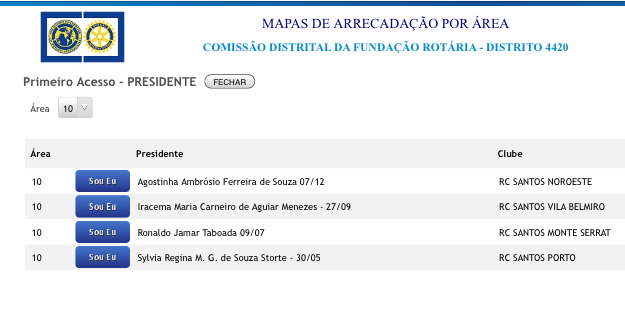 MAPAS DE ARRECADAÇÃO POR ÁREA
COMISSÃO DISTRITAL DA FUNDAÇÃO ROTÁRIA - DISTRITO 4420
Primeiro Acesso - PRESIDENTE FECHAR
Área 10
Área Presidente Clube
10 Sou Eu Agostinha Ambrósio Ferreira de Souza 07/12 RC SANTOS NOROESTE
10 Sou Eu Iracema Maria Carneiro de Aguiar Menezes - 27/09 RC SANTOS VILA BELMIRO
10 Sou Eu Ronaldo Jamar Taboada 09/07 RC SANTOS MONTE SERRAT
10 Sou Eu Sylvia Regina M. G. de Souza Storte - 30/05 RC SANTOS PORTO